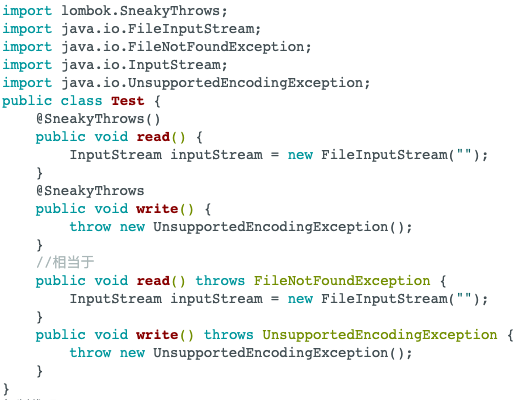 import lombok.SneakyThrows;
import java.io.FileInputStream;
import java.io.FileNotFoundException;
import java.io.InputStream;
import java.io.UnsupportedEncodingException;
public class Test {
    @SneakyThrows()
    public void read() {
        InputStream inputStream = new FileInputStream("");
    }
    @SneakyThrows
    public void write() {
        throw new UnsupportedEncodingException();
    }
    //相当于
    public void read() throws FileNotFoundException {
        InputStream inputStream = new FileInputStream("");
    }
    public void write() throws UnsupportedEncodingException {
        throw new UnsupportedEncodingException();
    }
}